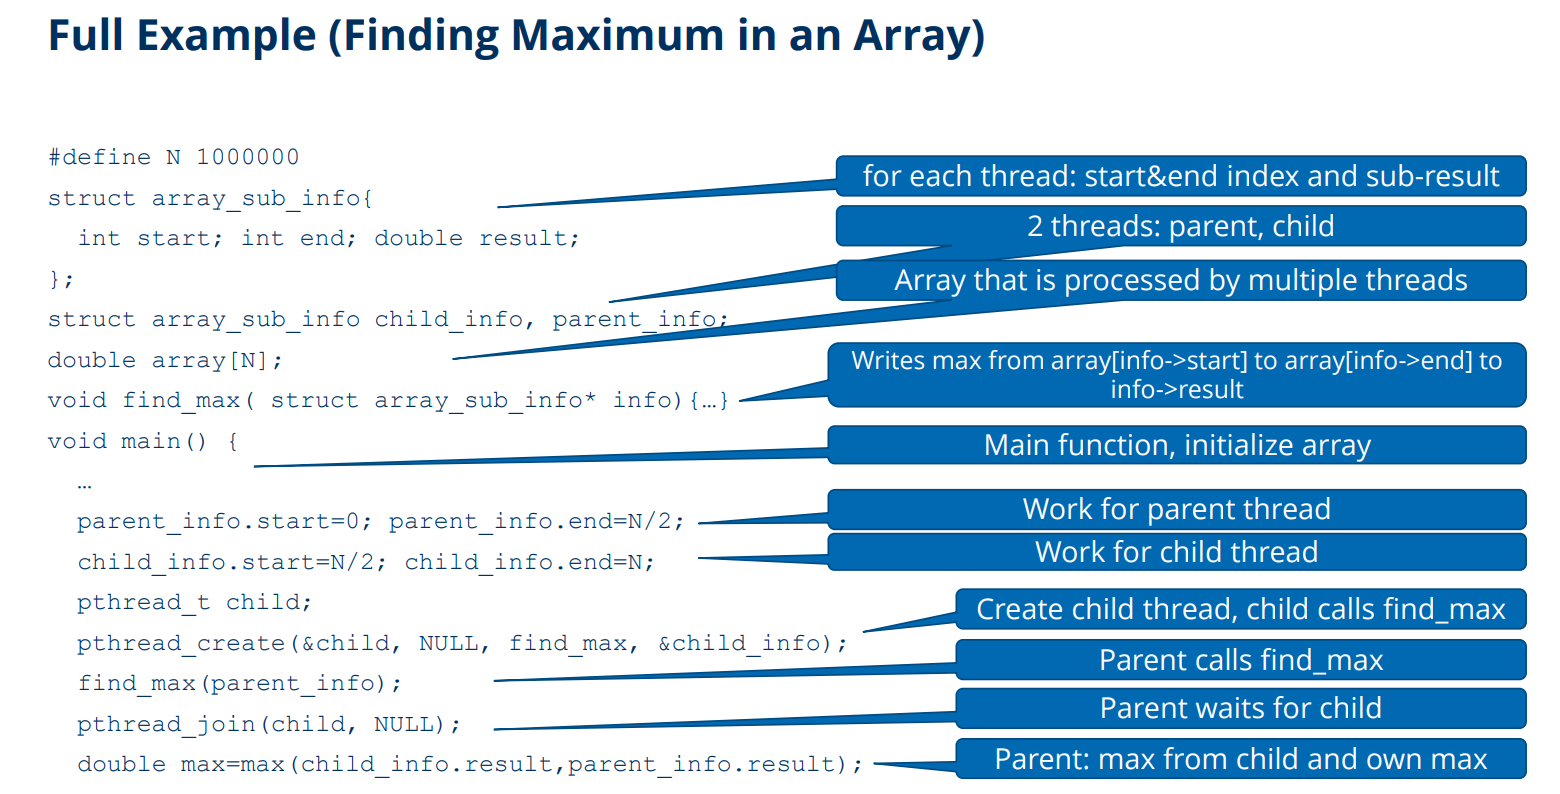 Full Example (Finding Maximum in an Array)
#define N 1000000
struct array_sub_info{
int start; int end; double result;
};
struct array_sub_info child_info, parent_info;
double array[N];
void find_max( struct array_sub_info* info){…}
void main() {
…
parent_info.start=0; parent_info.end=N/2;
child_info.start=N/2; child_info.end=N;
pthread_t child;
pthread_create(&child, NULL, find_max, &child_info);
find_max(parent_info);
pthread_join(child, NULL);
double max=max(child_info.result,parent_info.result);
for each thread: start&end index and sub-result
2 threads: parent, child
Array that is processed by multiple threads
Writes max from array[info->start] to array[info->end] to
info->result
Main function, initialize array
Work for parent thread
Work for child thread
Create child thread, child calls find_max
Parent calls find_max
Parent waits for child
Parent: max from child and own max